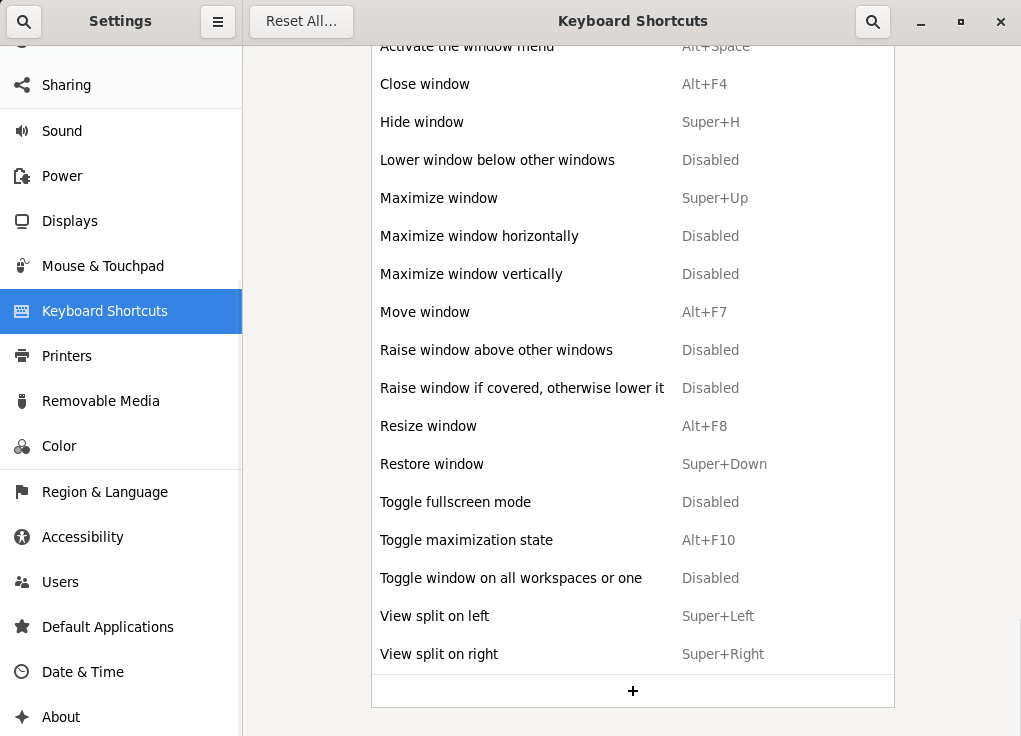 Settings
Reset All...
Keyboard Shortcuts
Activate the window menu Alt+Space
Sharing
Close window Alt+F4
Hide window Super+H
Sound
Lower window below other windows Disabled
Power
Maximize window Super+Up
Displays
Maximize window horizontally Disabled
Mouse & Touchpad
Maximize window vertically Disabled
Keyboard Shortcuts
Move window Alt+F7
Printers
Raise window above other windows Disabled
Raise window if covered, otherwise lower it Disabled
Removable Media
Resize window Alt+F8
Color
Restore window Super+Down
Region & Language
Toggle fullscreen mode Disabled
Accessibility
Toggle maximization state Alt+F10
Users
Toggle window on all workspaces or one Disabled
Default Applications
View split on left Super+Left
Date & Time
View split on right Super+Right
About